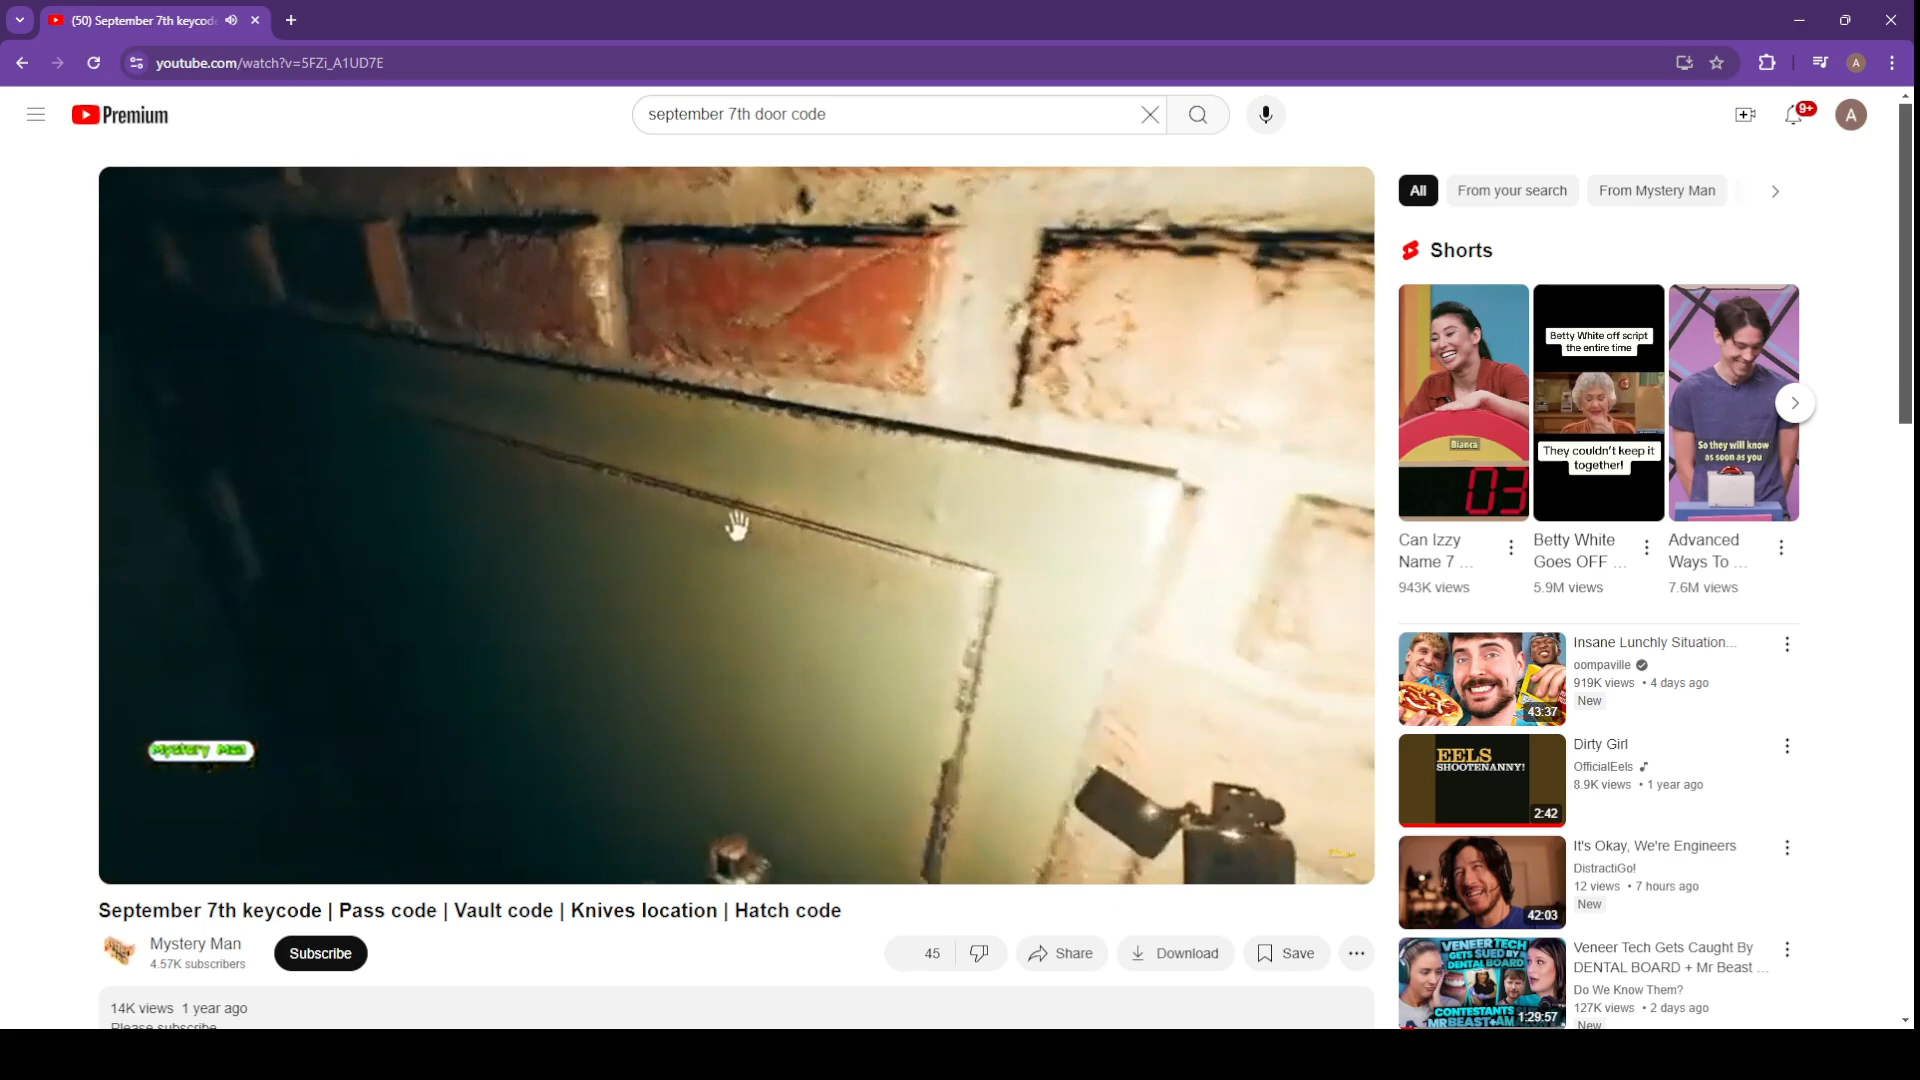 (50) September 7th keycod
youtube.com/watch?v=5FZi_A1UD7E
Premium
september 7th door code
9+
A
All
From your search
From Mystery Man
Shorts
Bianca
03
Betty White off script
the entire time
They couldn't keep it
together!
So they will know
as soon as you
Can Izzy
Name 7 ...
943K views
Betty White
Goes OFF ...
5.9M views
Advanced
Ways To ...
7.6M views
Mystery Man
43:37
Insane Lunchly Situation...
oompaville
919K views • 4 days ago
New
EELS
SHOOTENANNY!
2:42
Dirty Girl
OfficialEels
8.9K views • 1 year ago
42:03
It's Okay, We're Engineers
DistractiGo!
12 views • 7 hours ago
New
VENEER TECH
GETS SUED BY
DENTAL BOARD
CONTESTANTS
1:29:57
Veneer Tech Gets Caught By
DENTAL BOARD + Mr Beast ...
Do We Know Them?
127K views • 2 days ago
New
September 7th keycode | Pass code | Vault code | Knives location | Hatch code
Mystery Man
4.57K subscribers
Subscribe
45
Share
Download
Save
14K views 1 year ago
Please subscribe